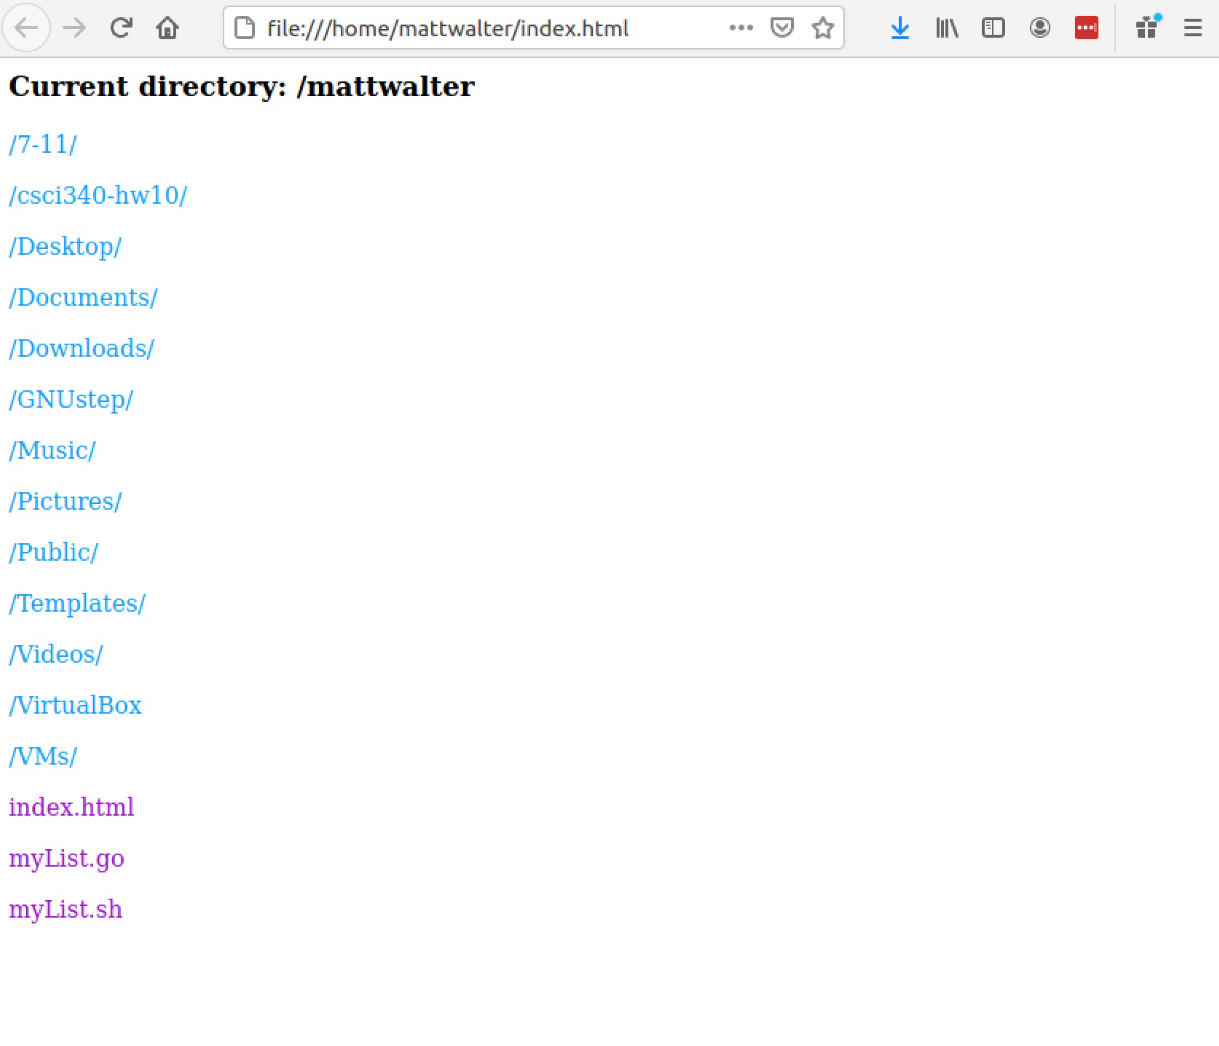 file:///home/mattwalter/index.html
Current directory: /mattwalter
/7-11/
/csci340-hw10/
/Desktop/
/Documents/
/Downloads/
/GNUstep/
/Music/
/Pictures/
/Public/
/Templates/
/Videos/
/VirtualBox
/VMs/
index.html
myList.go
myList.sh